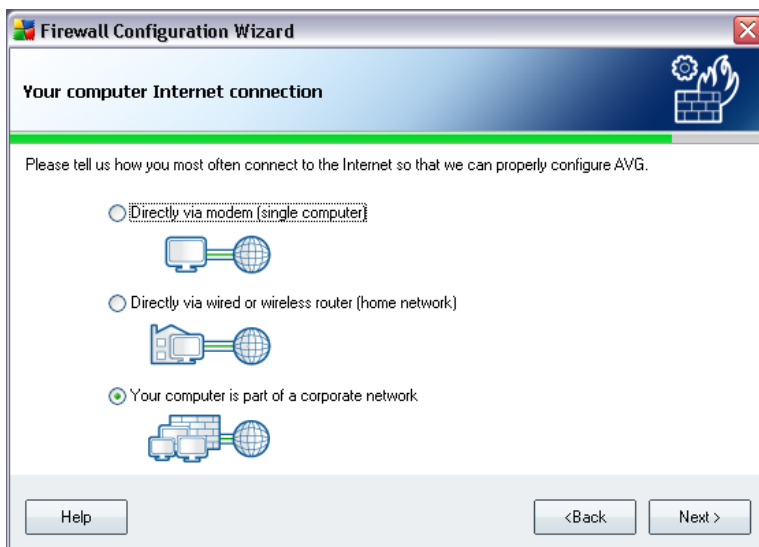 Firewall Configuration Wizard
Your computer Internet connection
Please tell us how you most often connect to the Internet so that we can properly configure AVG.
Directly via modem (single computer)
Directly via wired or wireless router (home network)
Your computer is part of a corporate network
Help
<Back
Next >